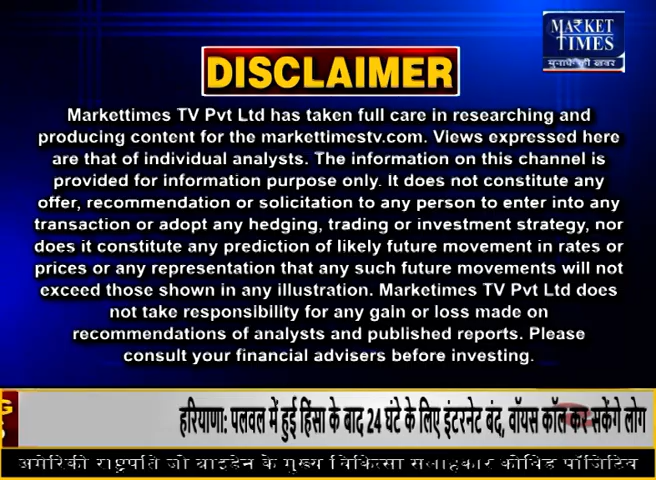 MARKET
TIMES
मुनाफे की खबर
DISCLAIMER
Markettimes TV Pvt Ltd has taken full care in researching and
producing content for the markettimestv.com. Views expressed here
are that of individual analysts. The information on this channel is
provided for information purpose only. It does not constitute any
offer, recommendation or solicitation to any person to enter into any
transaction or adopt any hedging, trading or investment strategy, nor
does it constitute any prediction of likely future movement in rates or
prices or any representation that any such future movements will not
exceed those shown in any illustration. Marketimes TV Pvt Ltd does
not take responsibility for any gain or loss made on
recommendations of analysts and published reports. Please
consult your financial advisers before investing.
हरियाणा: पलवल में हुई हिंसा के बाद 24 घंटे के लिए इंटरनेट बंद, वॉयस कॉल कर सकेंगे लोग
अमेरिकी राष्ट्रपति जो बाइडेन के मुख्य चिकित्सा सलाहकार कोविड पॉजिटिव